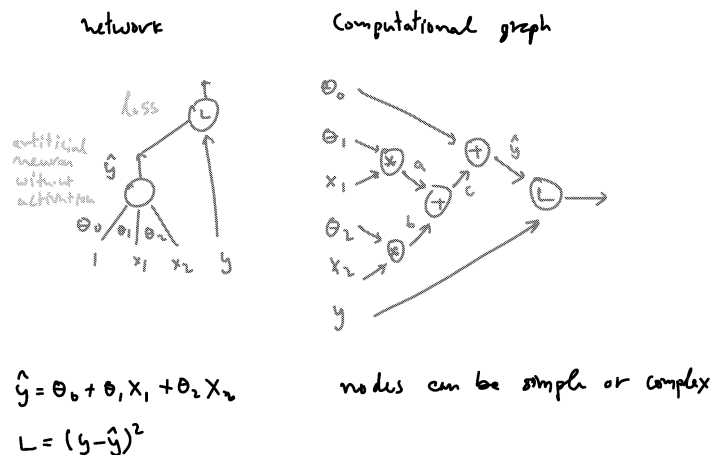 network
loss
L
artificial
neuron
without
activation
ŷ
θ₀ θ₁ θ₂
1 x₁ x₂ y
ŷ = θ₀ + θ₁ x₁ + θ₂ x₂
L = (y-ŷ)²
Computational graph
θ₀
θ₁
x₁
*
a
+
ŷ
θ₂
x₂
*
b
+
c
L
y
nodes can be simple or complex